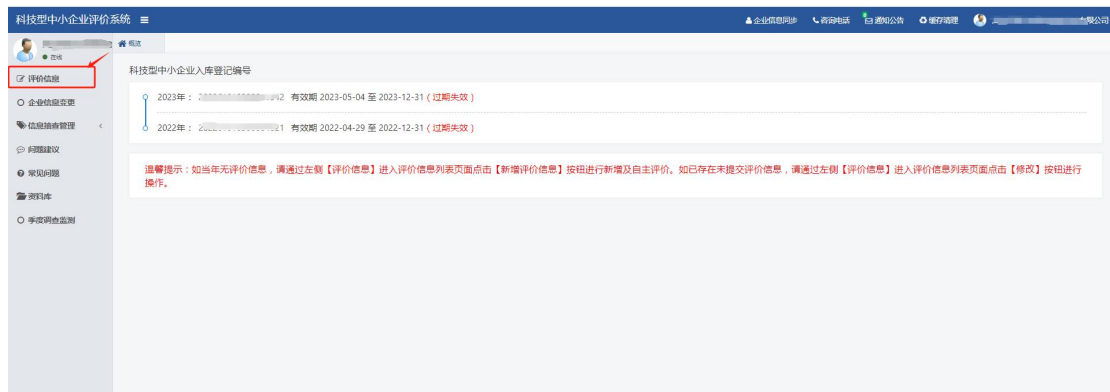 科技型中小企业评价系统
企业信息同步 咨询电话 通知公告 缓存清理 有限公司
在线
概览
评价信息
企业信息变更
信息抽查管理
问题建议
常见问题
资料库
季度调查监测
科技型中小企业入库登记编号
2023年： 有效期 2023-05-04 至 2023-12-31 ( 过期失效 )
2022年： 有效期 2022-04-29 至 2022-12-31 ( 过期失效 )
温馨提示：如当年无评价信息，请通过左侧【评价信息】进入评价信息列表页面点击【新增评价信息】按钮进行新增及自主评价。如已存在未提交评价信息，请通过左侧【评价信息】进入评价信息列表页面点击【修改】按钮进行
操作。